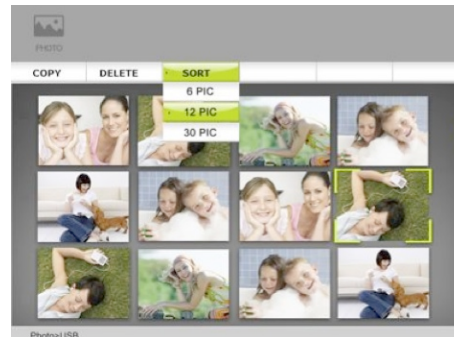 PHOTO
COPY DELETE SORT
6 PIC
12 PIC
30 PIC
Photo>USB